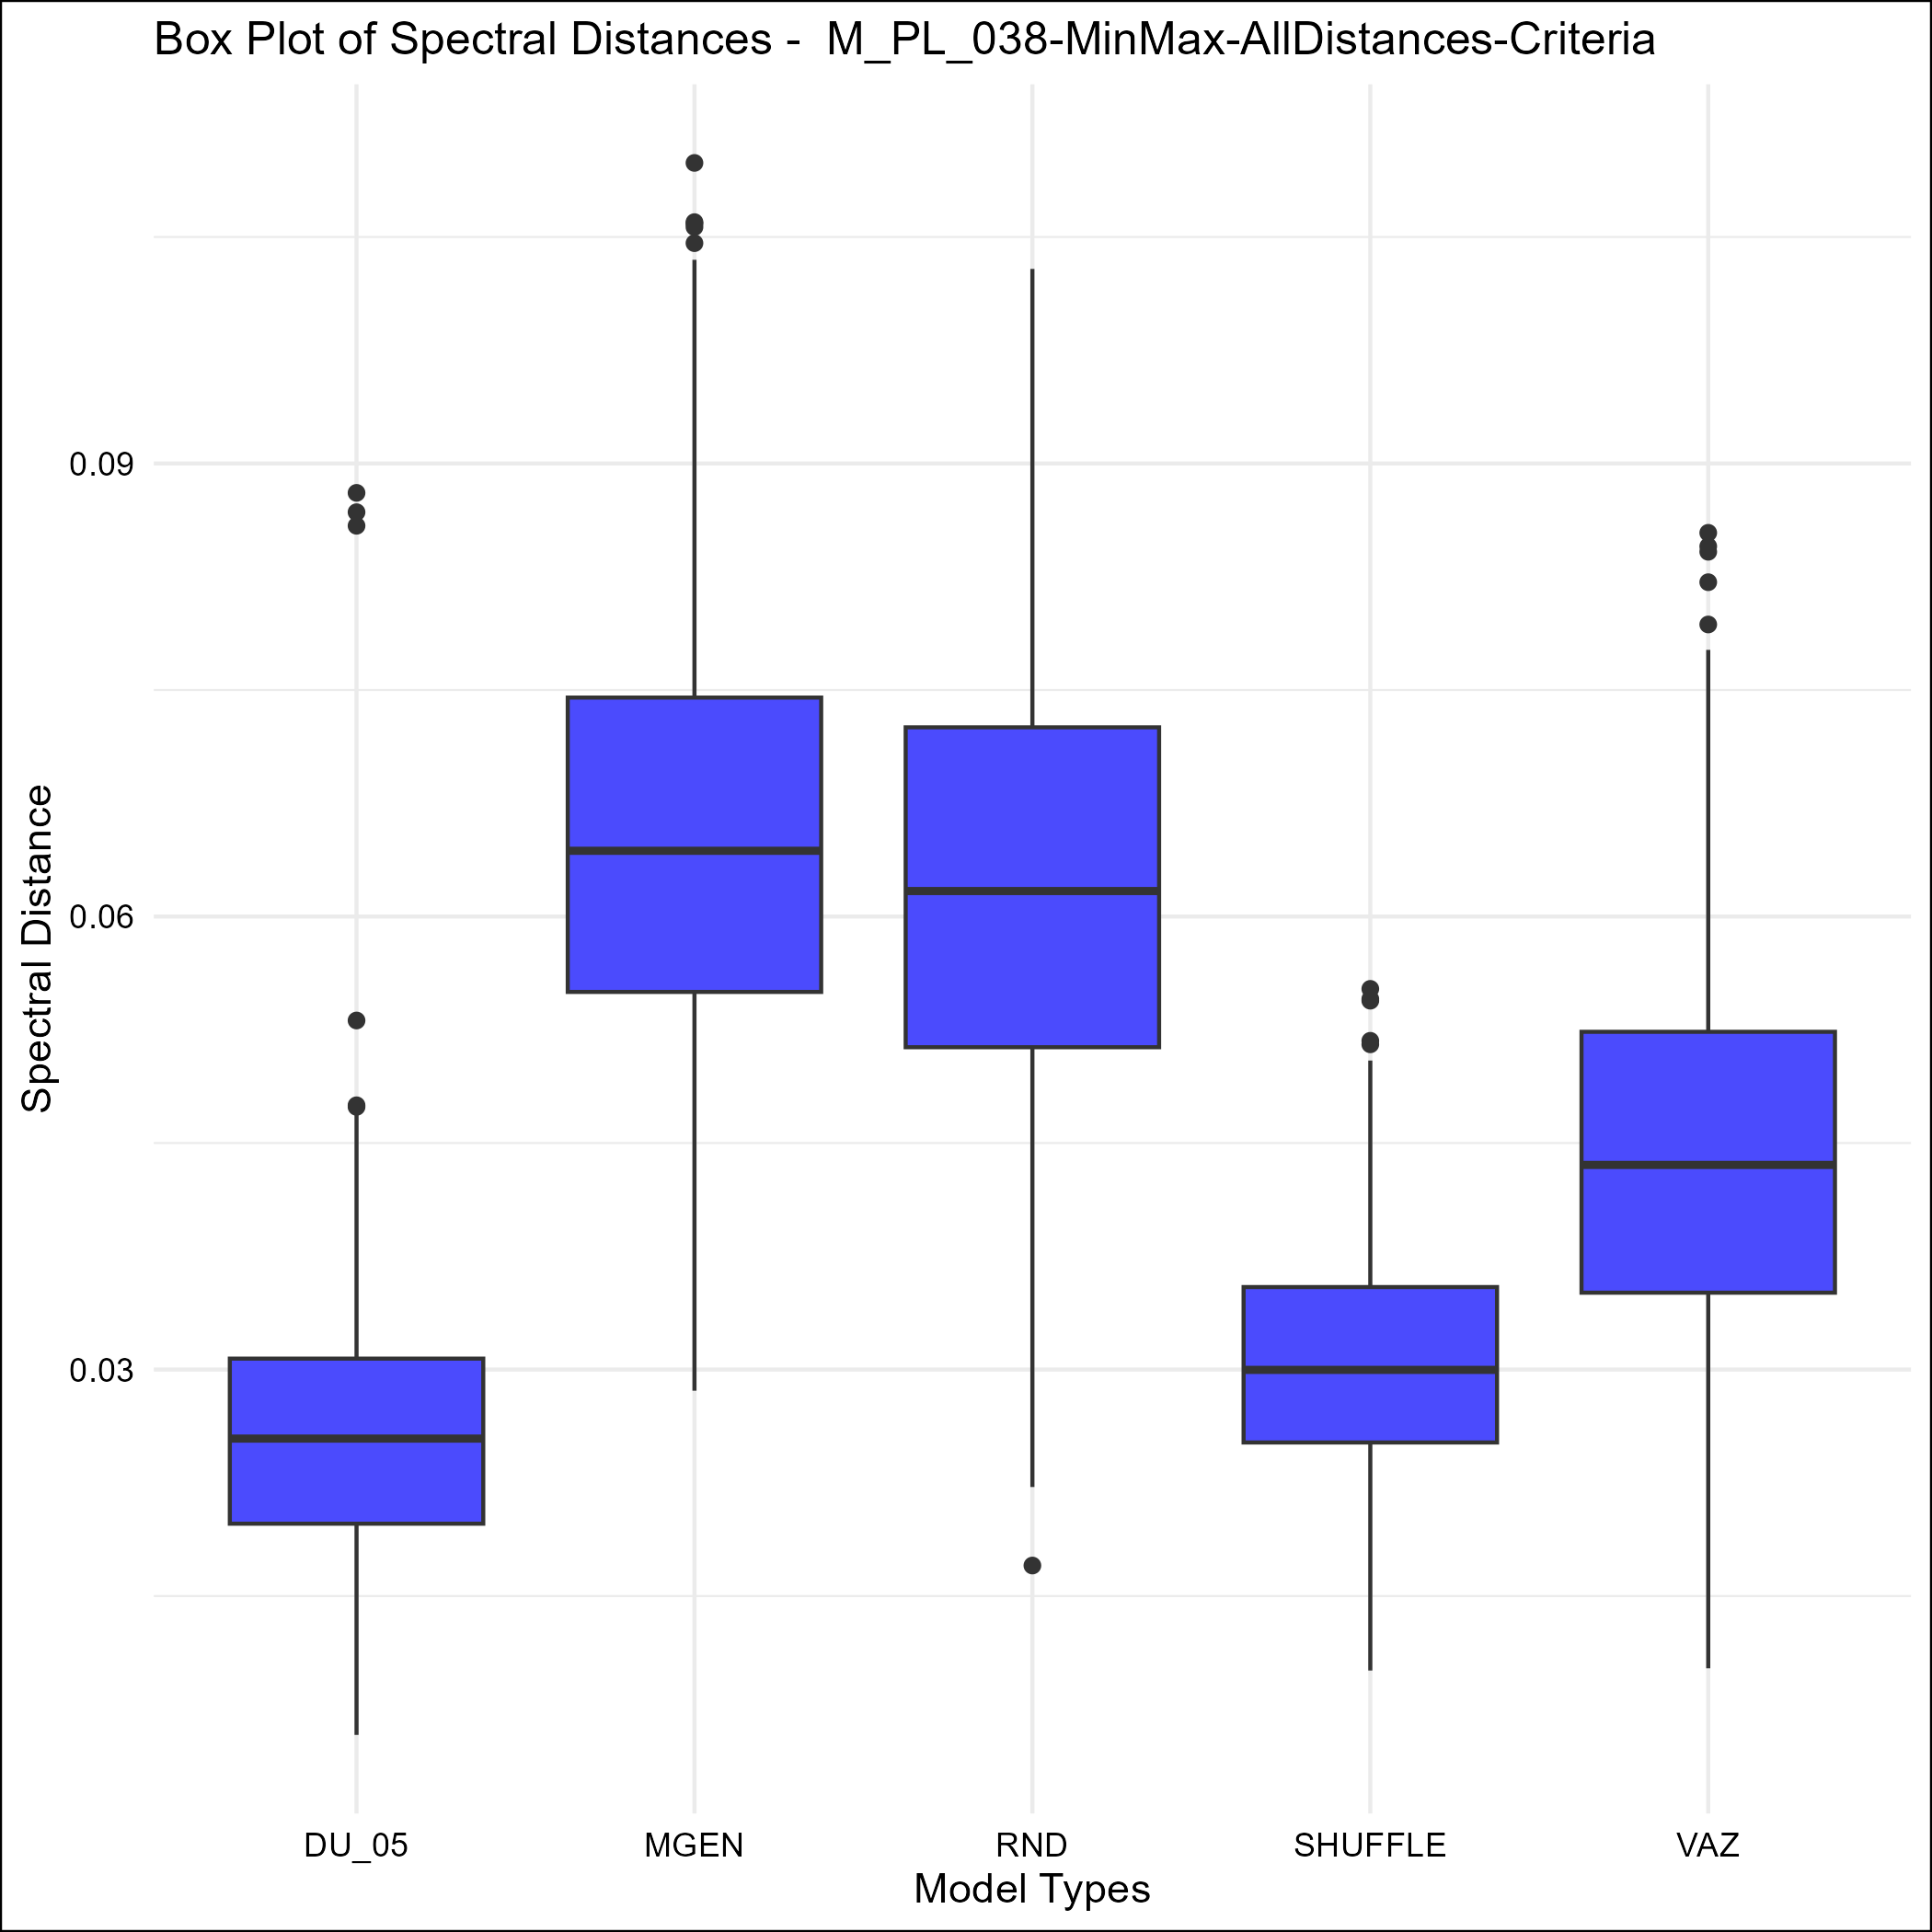 Box Plot of Spectral Distances -  M_PL_038-MinMax-AllDistances-Criteria
0.09
0.06
0.03
Spectral Distance
DU_05 MGEN RND SHUFFLE VAZ
Model Types